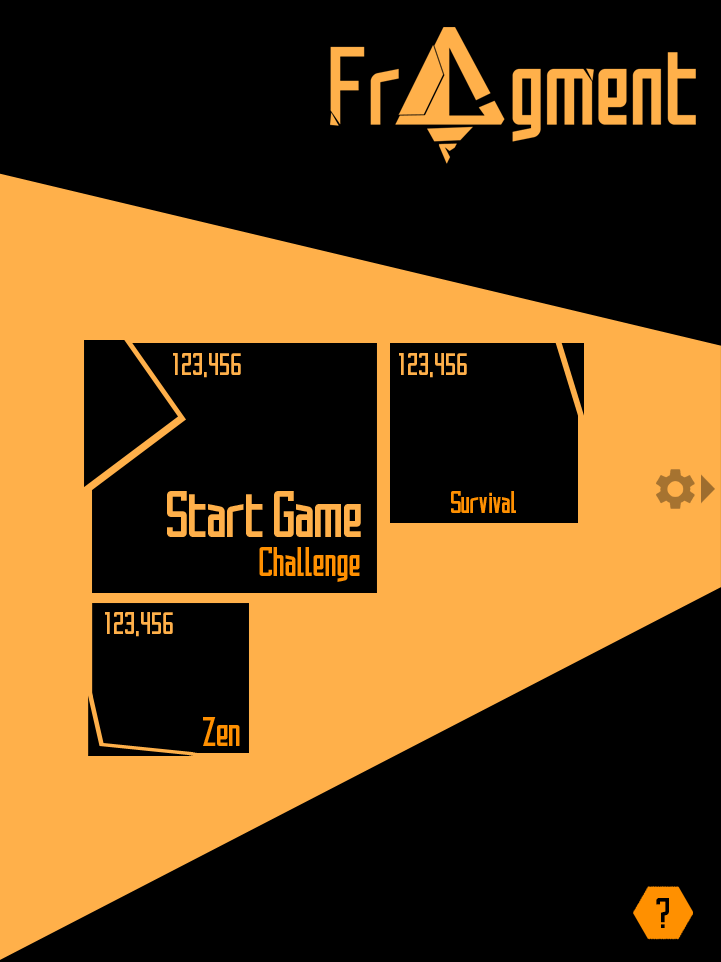 Fragment
123,456
Start Game
Challenge
123,456
Survival
123,456
Zen
?